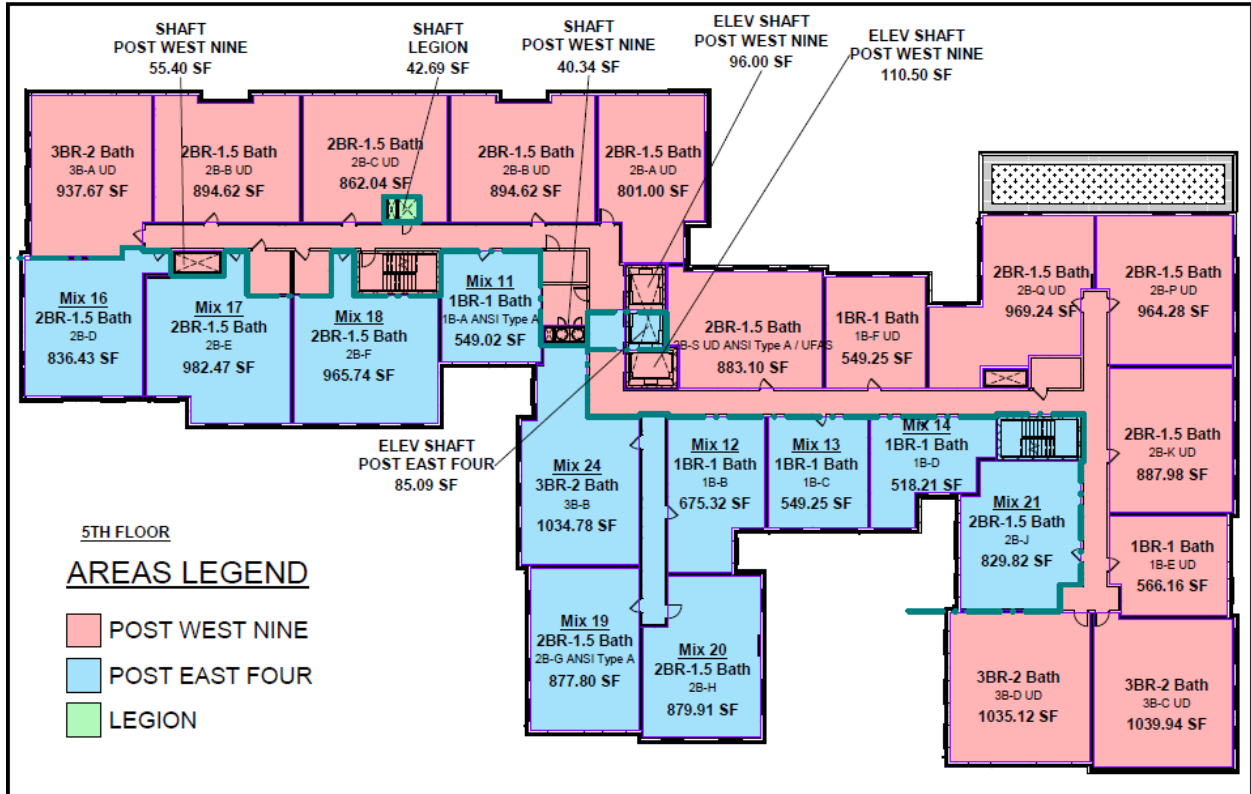 SHAFT
POST WEST NINE
55.40 SF
SHAFT
LEGION
42.69 SF
SHAFT
POST WEST NINE
40.34 SF
ELEV SHAFT
POST WEST NINE
96.00 SF
ELEV SHAFT
POST WEST NINE
110.50 SF
3BR-2 Bath
3B-A UD
937.67 SF
2BR-1.5 Bath
2B-B UD
894.62 SF
2BR-1.5 Bath
2B-C UD
862.04 SF
2BR-1.5 Bath
2B-B UD
894.62 SF
2BR-1.5 Bath
2B-A UD
801.00 SF
Mix 16
2BR-1.5 Bath
2B-D
836.43 SF
Mix 17
2BR-1.5 Bath
2B-E
982.47 SF
Mix 18
2BR-1.5 Bath
2B-F
965.74 SF
Mix 11
1BR-1 Bath
1B-A ANSI Type A
549.02 SF
2BR-1.5 Bath
2B-S UD ANSI Type A / UFAS
883.10 SF
1BR-1 Bath
1B-F UD
549.25 SF
2BR-1.5 Bath
2B-Q UD
969.24 SF
2BR-1.5 Bath
2B-P UD
964.28 SF
ELEV SHAFT
POST EAST FOUR
85.09 SF
Mix 24
3BR-2 Bath
3B-B
1034.78 SF
Mix 12
1BR-1 Bath
1B-B
675.32 SF
Mix 13
1BR-1 Bath
1B-C
549.25 SF
Mix 14
1BR-1 Bath
1B-D
518.21 SF
2BR-1.5 Bath
2B-K UD
887.98 SF
Mix 21
2BR-1.5 Bath
2B-J
829.82 SF
1BR-1 Bath
1B-E UD
566.16 SF
Mix 19
2BR-1.5 Bath
2B-G ANSI Type A
877.80 SF
Mix 20
2BR-1.5 Bath
2B-H
879.91 SF
3BR-2 Bath
3B-D UD
1035.12 SF
3BR-2 Bath
3B-C UD
1039.94 SF
5TH FLOOR
AREAS LEGEND
POST WEST NINE
POST EAST FOUR
LEGION